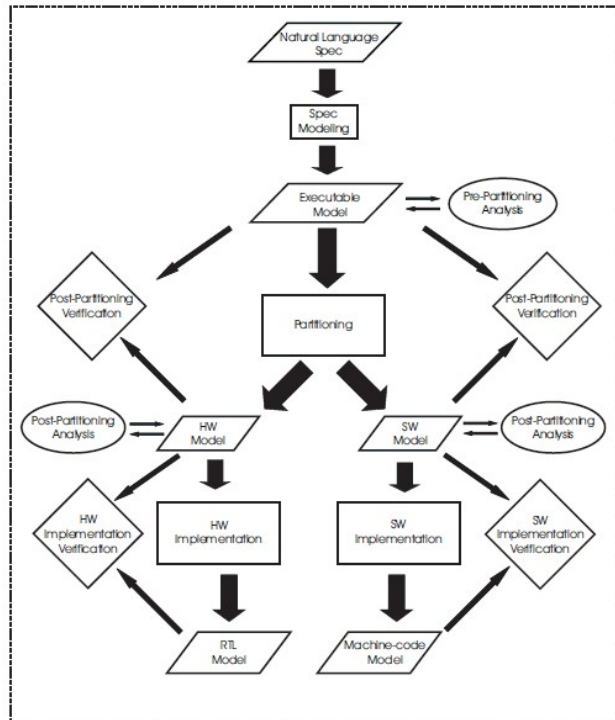 Natural Language
Spec
Spec
Modeling
Executable
Model
Pre-Partitioning
Analysis
Post-Partitioning
Verification
Post-Partitioning
Verification
Partitioning
Post-Partitioning
Analysis
HW
Model
SW
Model
Post-Partitioning
Analysis
HW
Implementation
Verification
HW
Implementation
SW
Implementation
SW
Implementation
Verification
RTL
Model
Machine-code
Model